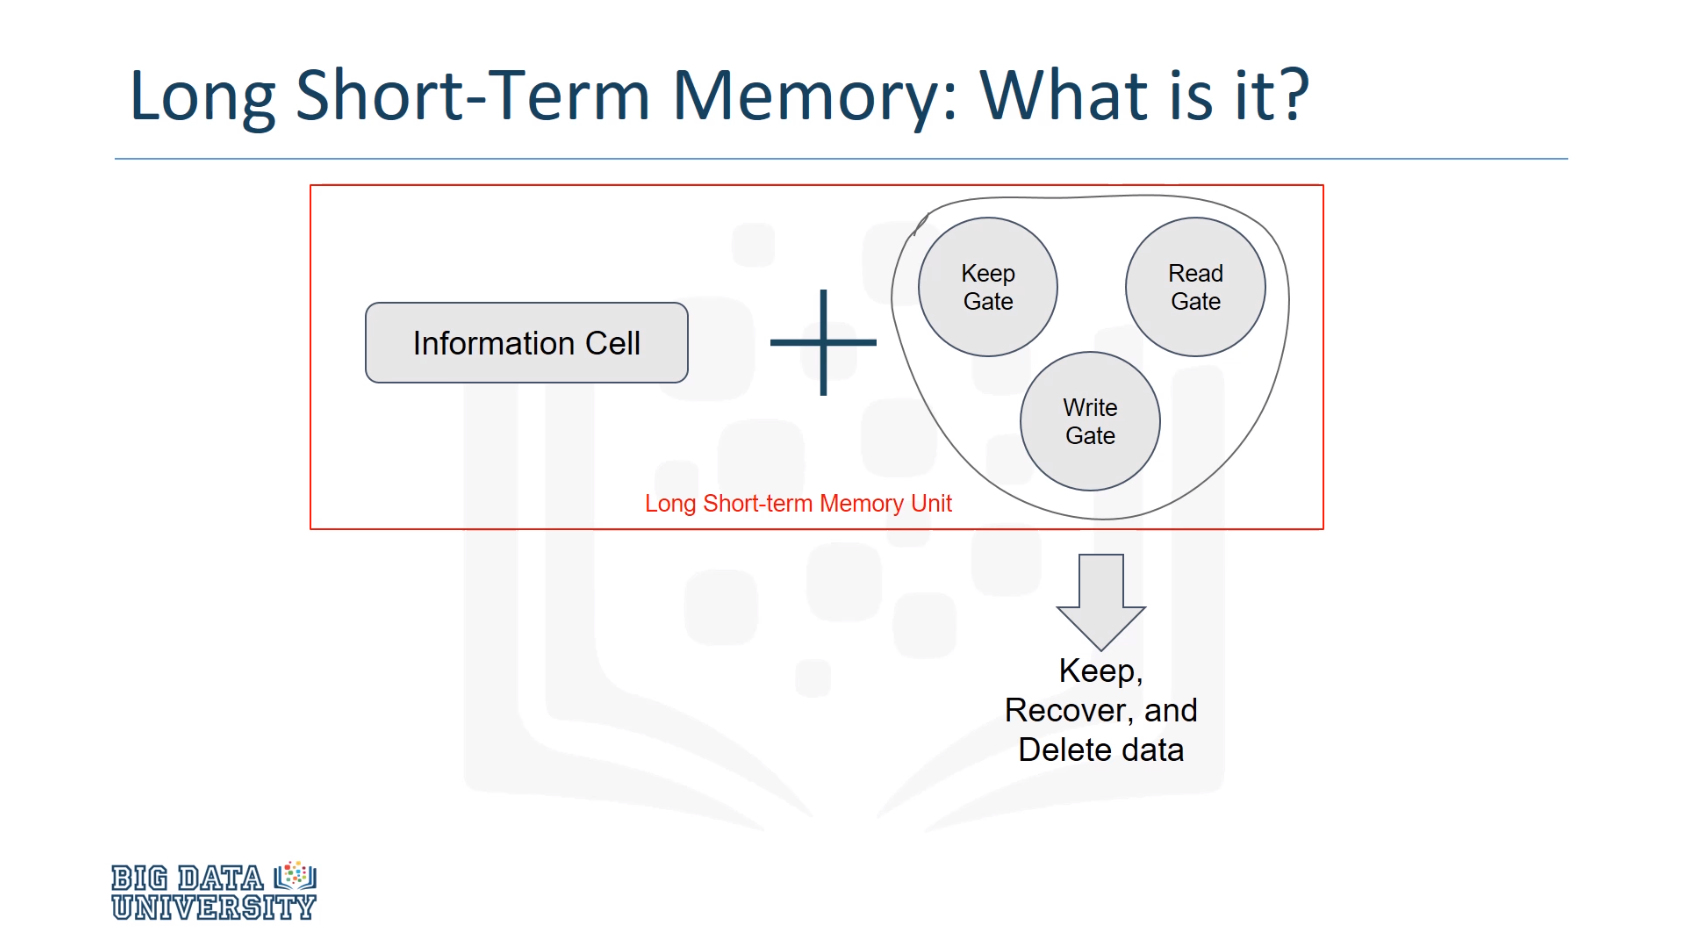 Long Short-Term Memory: What is it?
Information Cell
Keep
Gate
Read
Gate
Write
Gate
Long Short-term Memory Unit
Keep,
Recover, and
Delete data
BIG DATA
UNIVERSITY